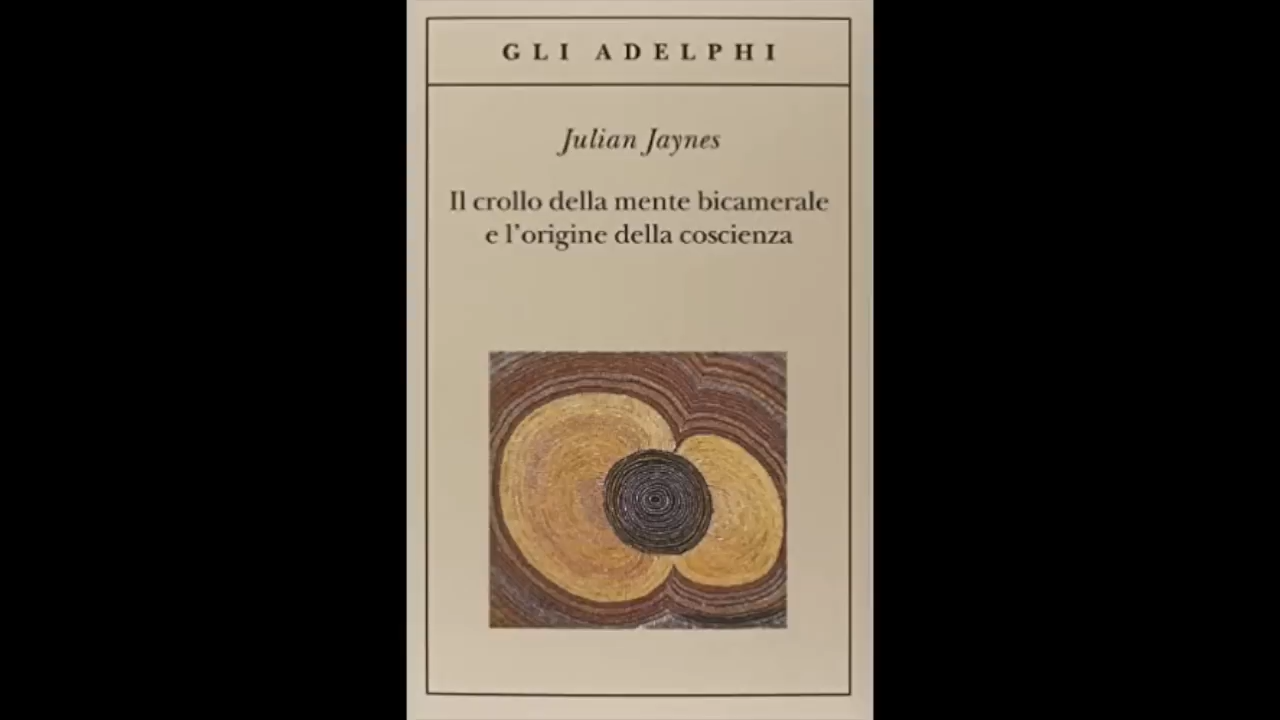 GLI ADELPHI
Julian Jaynes
Il crollo della mente bicamerale
e l'origine della coscienza